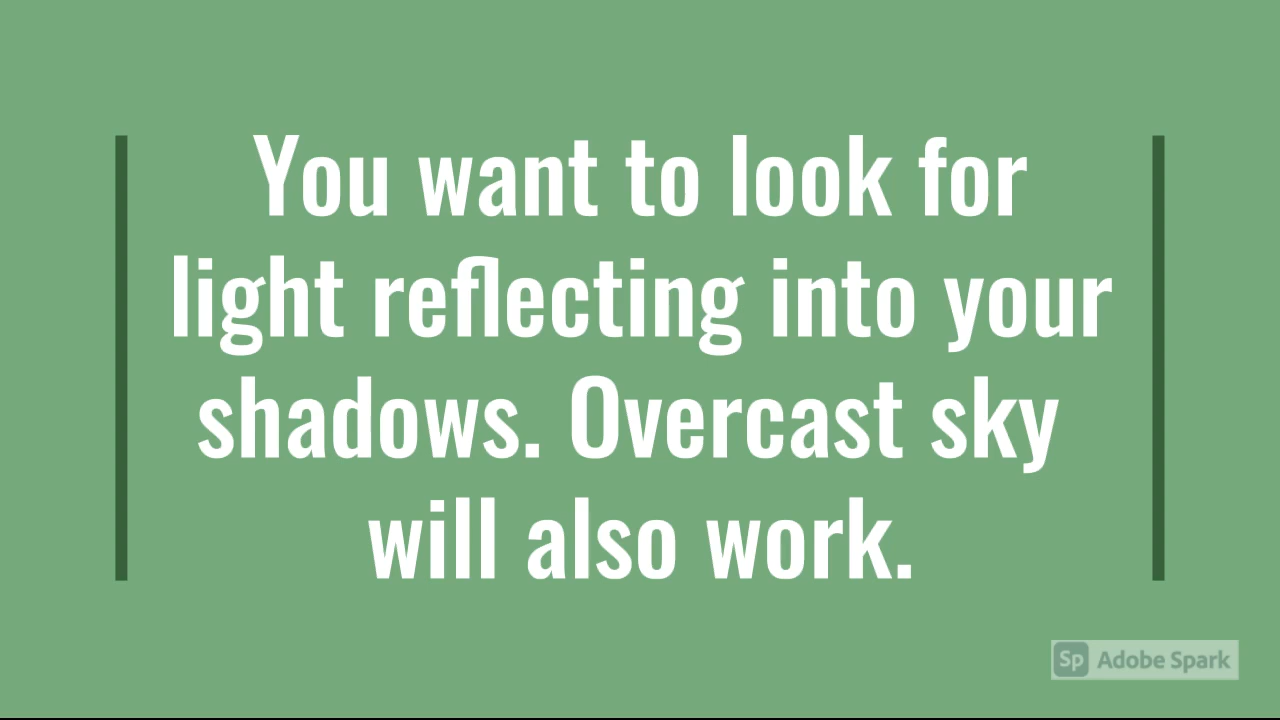 You want to look for
light reflecting into your
shadows. Overcast sky
will also work.
Sp Adobe Spark